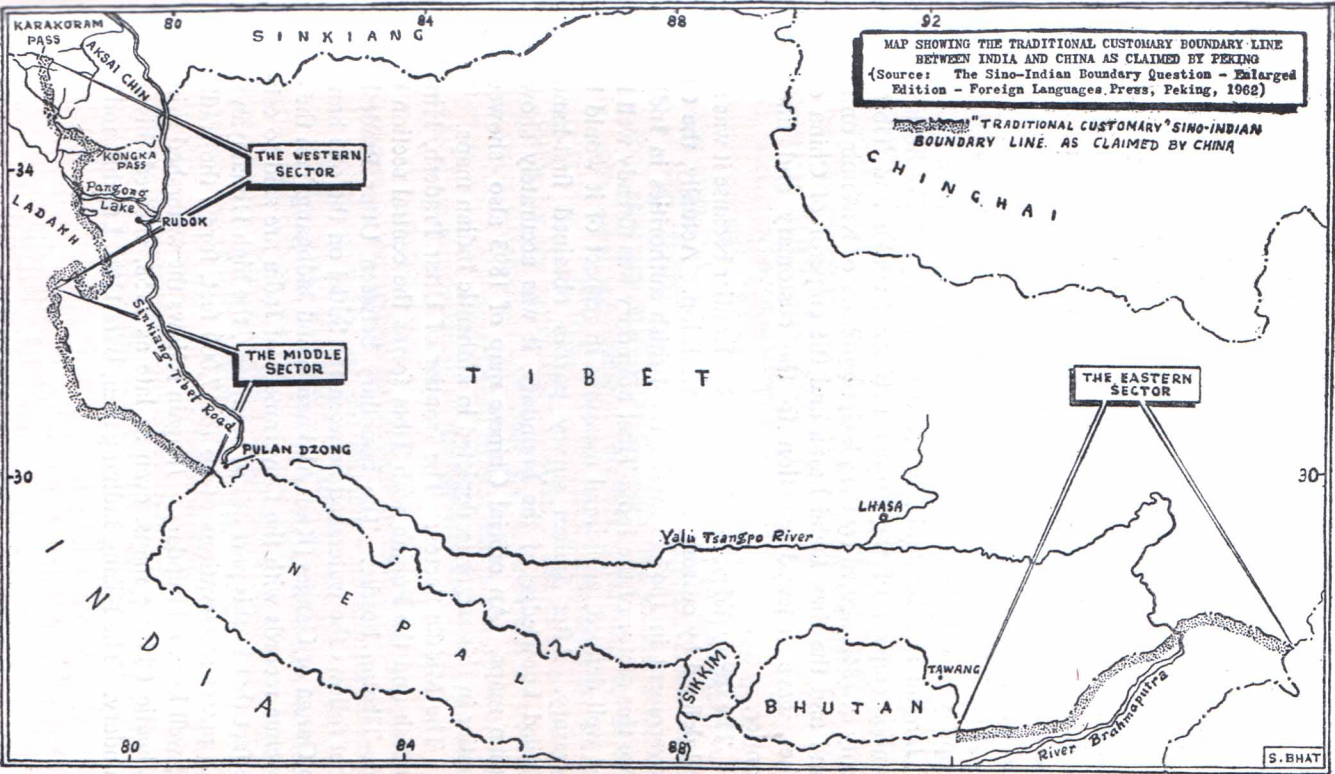 80
84
88
92
KARAKORAM
PASS
SINKIANG
AKSAI CHIN
MAP SHOWING THE TRADITIONAL CUSTOMARY BOUNDARY LINE
BETWEEN INDIA AND CHINA AS CLAIMED BY PEKING
(Source: The Sino-Indian Boundary Question - Enlarged
Edition - Foreign Languages Press, Peking, 1962)
"TRADITIONAL CUSTOMARY" SINO-INDIAN
BOUNDARY LINE. AS CLAIMED BY CHINA
KONGKA
PASS
THE WESTERN
SECTOR
CHINGHAI
34
Pangong
Lake
LADAKH
RUDOK
Sinkiang-Tibet Road
THE MIDDLE
SECTOR
TIBET
THE EASTERN
SECTOR
PULAN DZONG
30
30
LHASA
Yalu Tsangpo River
INDIA
NEPAL
SIKKIM
TAWANG
BHUTAN
River Brahmaputra
80
84
88
92
S. BHAT